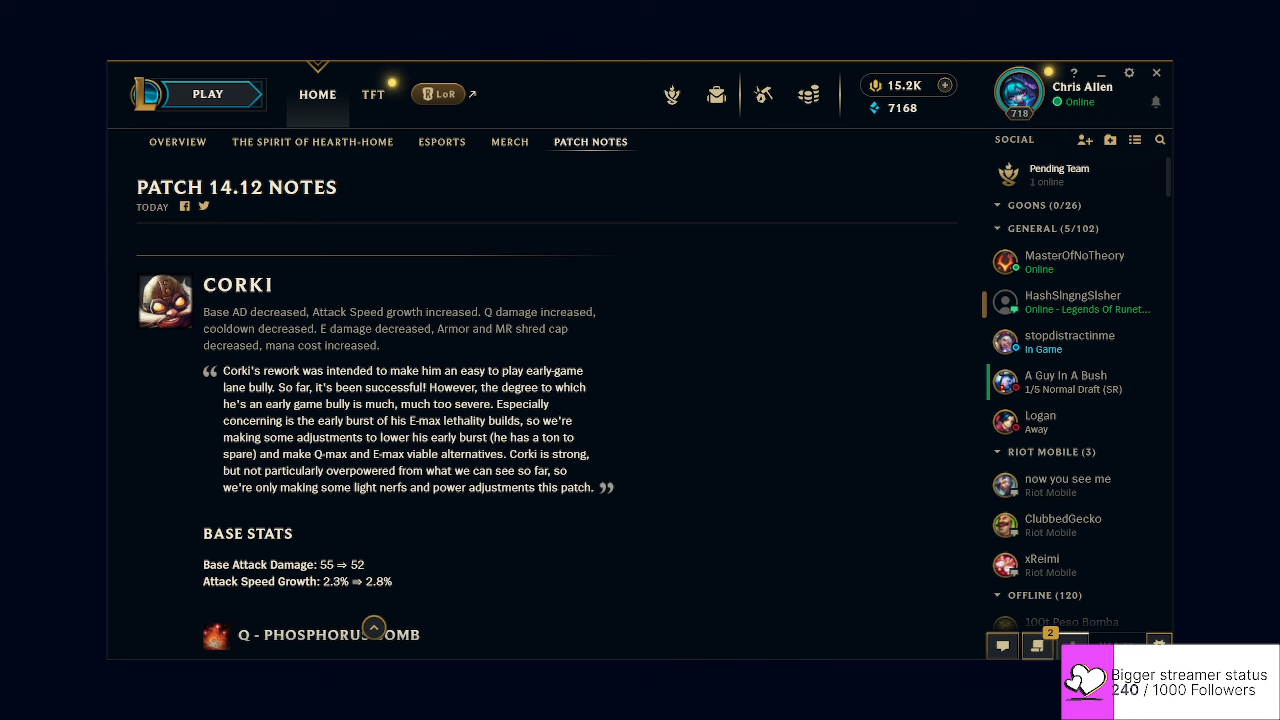 PLAY
HOME
TFT
LoR
15.2K
7168
718
Chris Allen
Online
OVERVIEW
THE SPIRIT OF HEARTH-HOME
ESPORTS
MERCH
PATCH NOTES
PATCH 14.12 NOTES
TODAY
CORKI
Base AD decreased, Attack Speed growth increased. Q damage increased,
cooldown decreased. E damage decreased, Armor and MR shred cap
decreased, mana cost increased.
Corki's rework was intended to make him an easy to play early-game
lane bully. So far, it's been successful! However, the degree to which
he's an early game bully is much, much too severe. Especially
concerning is the early burst of his E-max lethality builds, so we're
making some adjustments to lower his early burst (he has a ton to
spare) and make Q-max and E-max viable alternatives. Corki is strong,
but not particularly overpowered from what we can see so far, so
we're only making some light nerfs and power adjustments this patch.
BASE STATS
Base Attack Damage: 55 ⇒ 52
Attack Speed Growth: 2.3% ⇒ 2.8%
Q - PHOSPHORUS BOMB
SOCIAL
Pending Team
1 online
GOONS (0/26)
GENERAL (5/102)
MasterOfNoTheory
Online
HashSlngngSlsher
Online - Legends Of Runet...
stopdistractinme
In Game
A Guy In A Bush
1/5 Normal Draft (SR)
Logan
Away
RIOT MOBILE (3)
now you see me
Riot Mobile
ClubbedGecko
Riot Mobile
xReimi
Riot Mobile
OFFLINE (120)
100t Peso Bomba
2
Bigger streamer status
240 / 1000 Followers